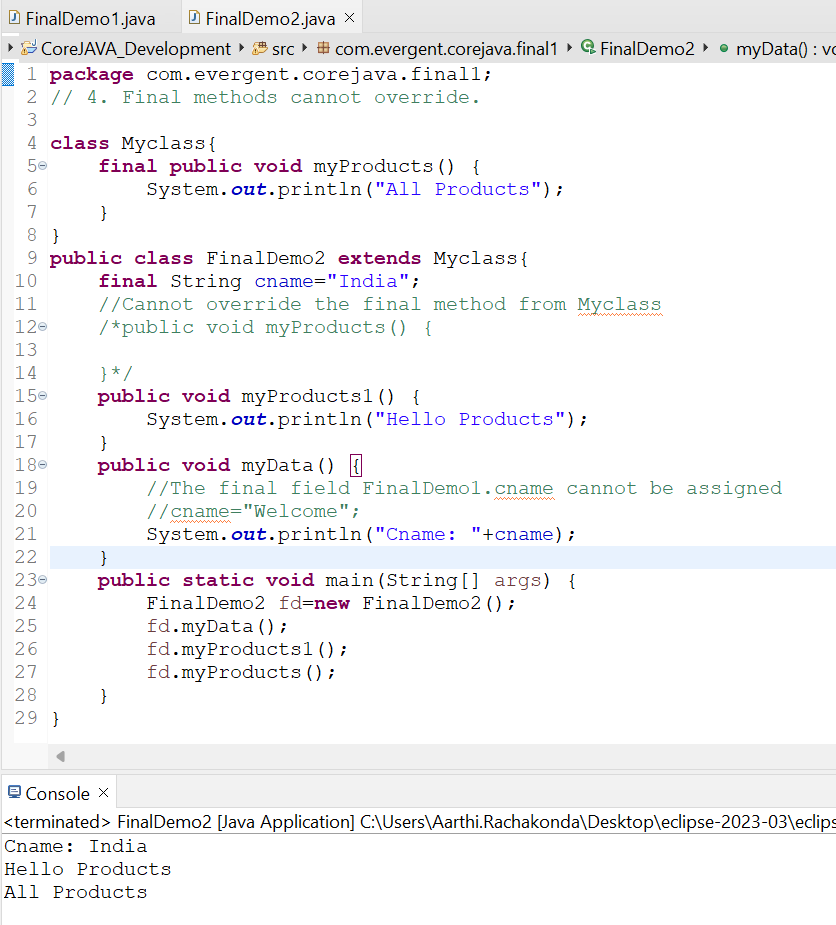 FinalDemo1.java FinalDemo2.java
CoreJAVA_Development src com.evergent.corejava.final1 FinalDemo2 myData() :
1 package com.evergent.corejava.final1;
2 // 4. Final methods cannot override.
3
4 class Myclass{
5 final public void myProducts() {
6 System.out.println("All Products");
7 }
8 }
9 public class FinalDemo2 extends Myclass{
10 final String cname="India";
11 //Cannot override the final method from Myclass
12 /*public void myProducts() {
13
14 }*/
15 public void myProducts1() {
16 System.out.println("Hello Products");
17 }
18 public void myData() {
19 //The final field FinalDemo1.cname cannot be assigned
20 //cname="Welcome";
21 System.out.println("Cname: "+cname);
22 }
23 public static void main(String[] args) {
24 FinalDemo2 fd=new FinalDemo2();
25 fd.myData();
26 fd.myProducts1();
27 fd.myProducts();
28 }
29 }
Console
<terminated> FinalDemo2 [Java Application] C:\Users\Aarthi.Rachakonda\Desktop\eclipse-2023-03\eclips
Cname: India
Hello Products
All Products